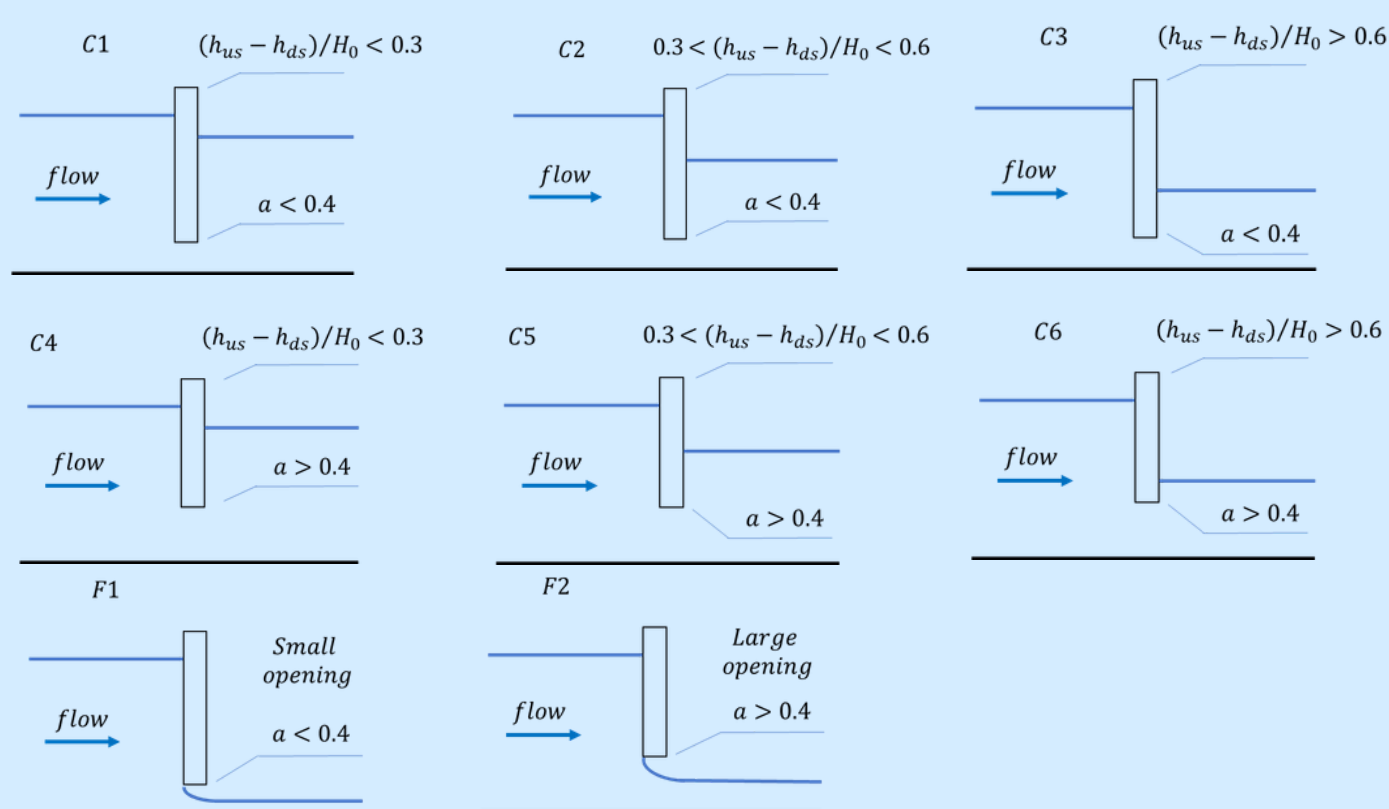 C1
(h_us − h_ds)/H_0 < 0.3
flow
a < 0.4
C2
0.3 < (h_us − h_ds)/H_0 < 0.6
flow
a < 0.4
C3
(h_us − h_ds)/H_0 > 0.6
flow
a < 0.4
C4
(h_us − h_ds)/H_0 < 0.3
flow
a > 0.4
C5
0.3 < (h_us − h_ds)/H_0 < 0.6
flow
a > 0.4
C6
(h_us − h_ds)/H_0 > 0.6
flow
a > 0.4
F1
Small
opening
flow
a < 0.4
F2
Large
opening
flow
a > 0.4